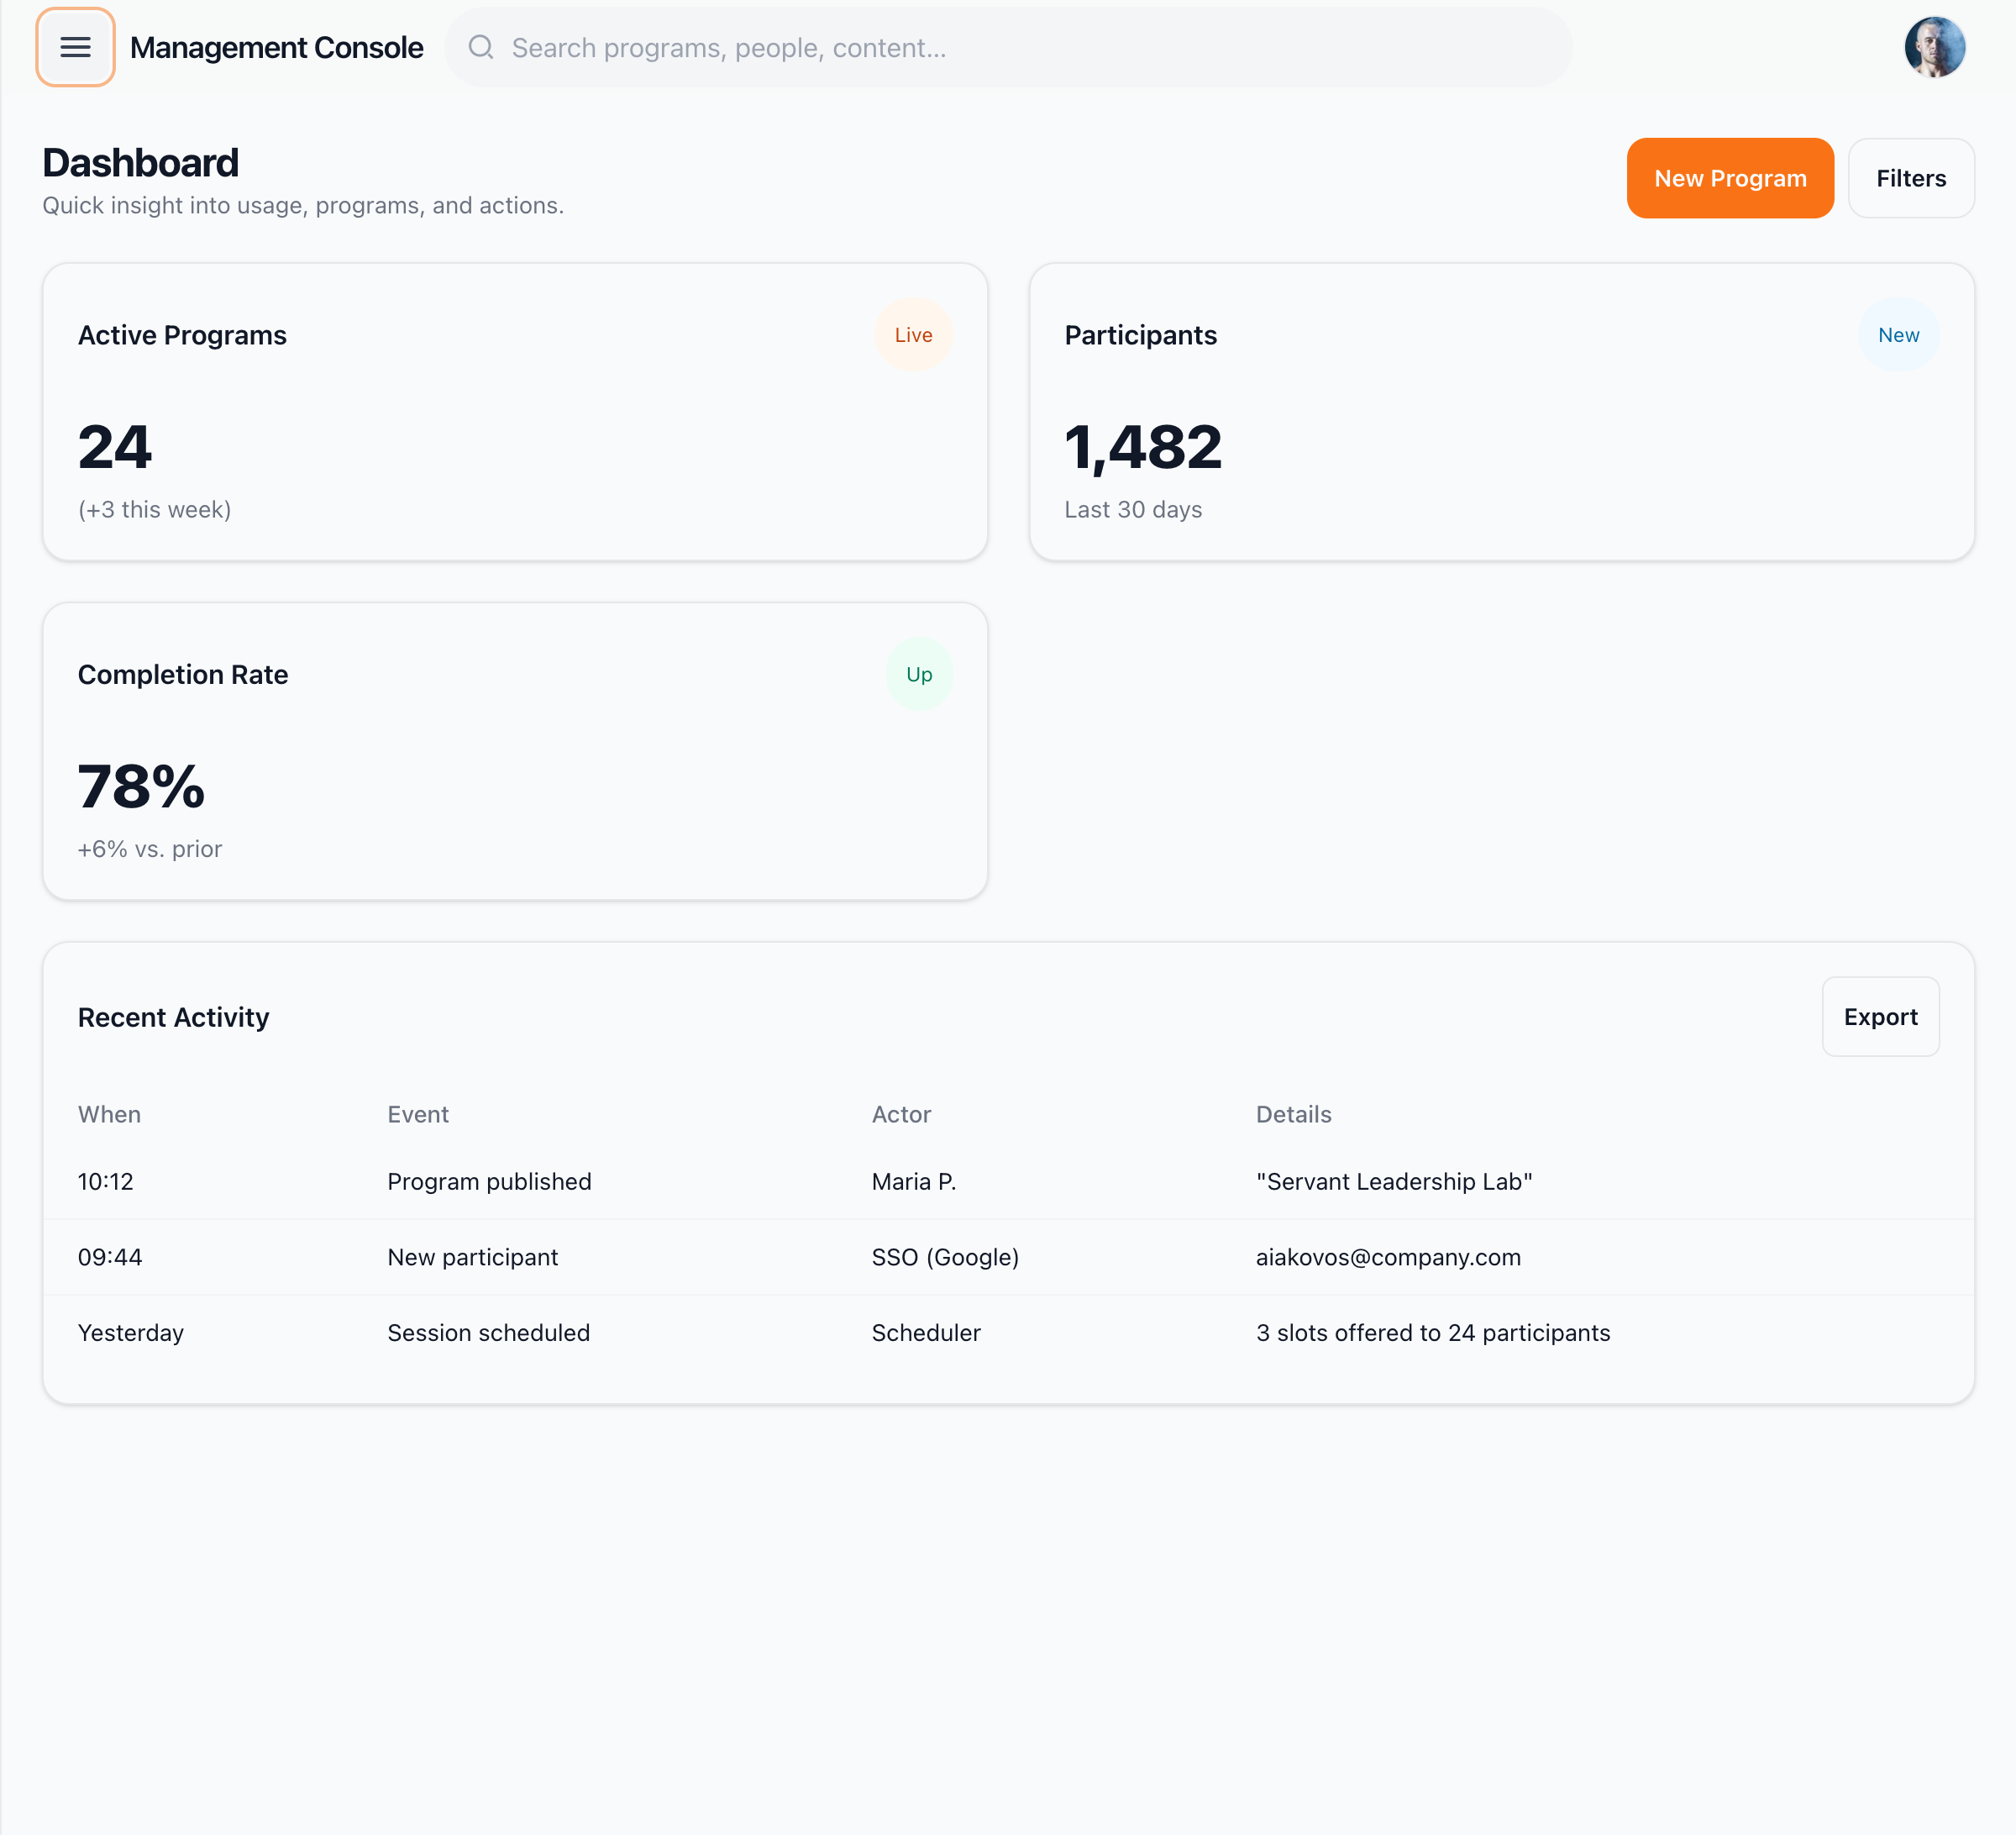 Management Console
Search programs, people, content...
Dashboard
Quick insight into usage, programs, and actions.
New Program
Filters
Active Programs
Live
24
(+3 this week)
Participants
New
1,482
Last 30 days
Completion Rate
Up
78%
+6% vs. prior
Recent Activity
Export
When Event Actor Details
10:12 Program published Maria P. "Servant Leadership Lab"
09:44 New participant SSO (Google) aiakovos@company.com
Yesterday Session scheduled Scheduler 3 slots offered to 24 participants